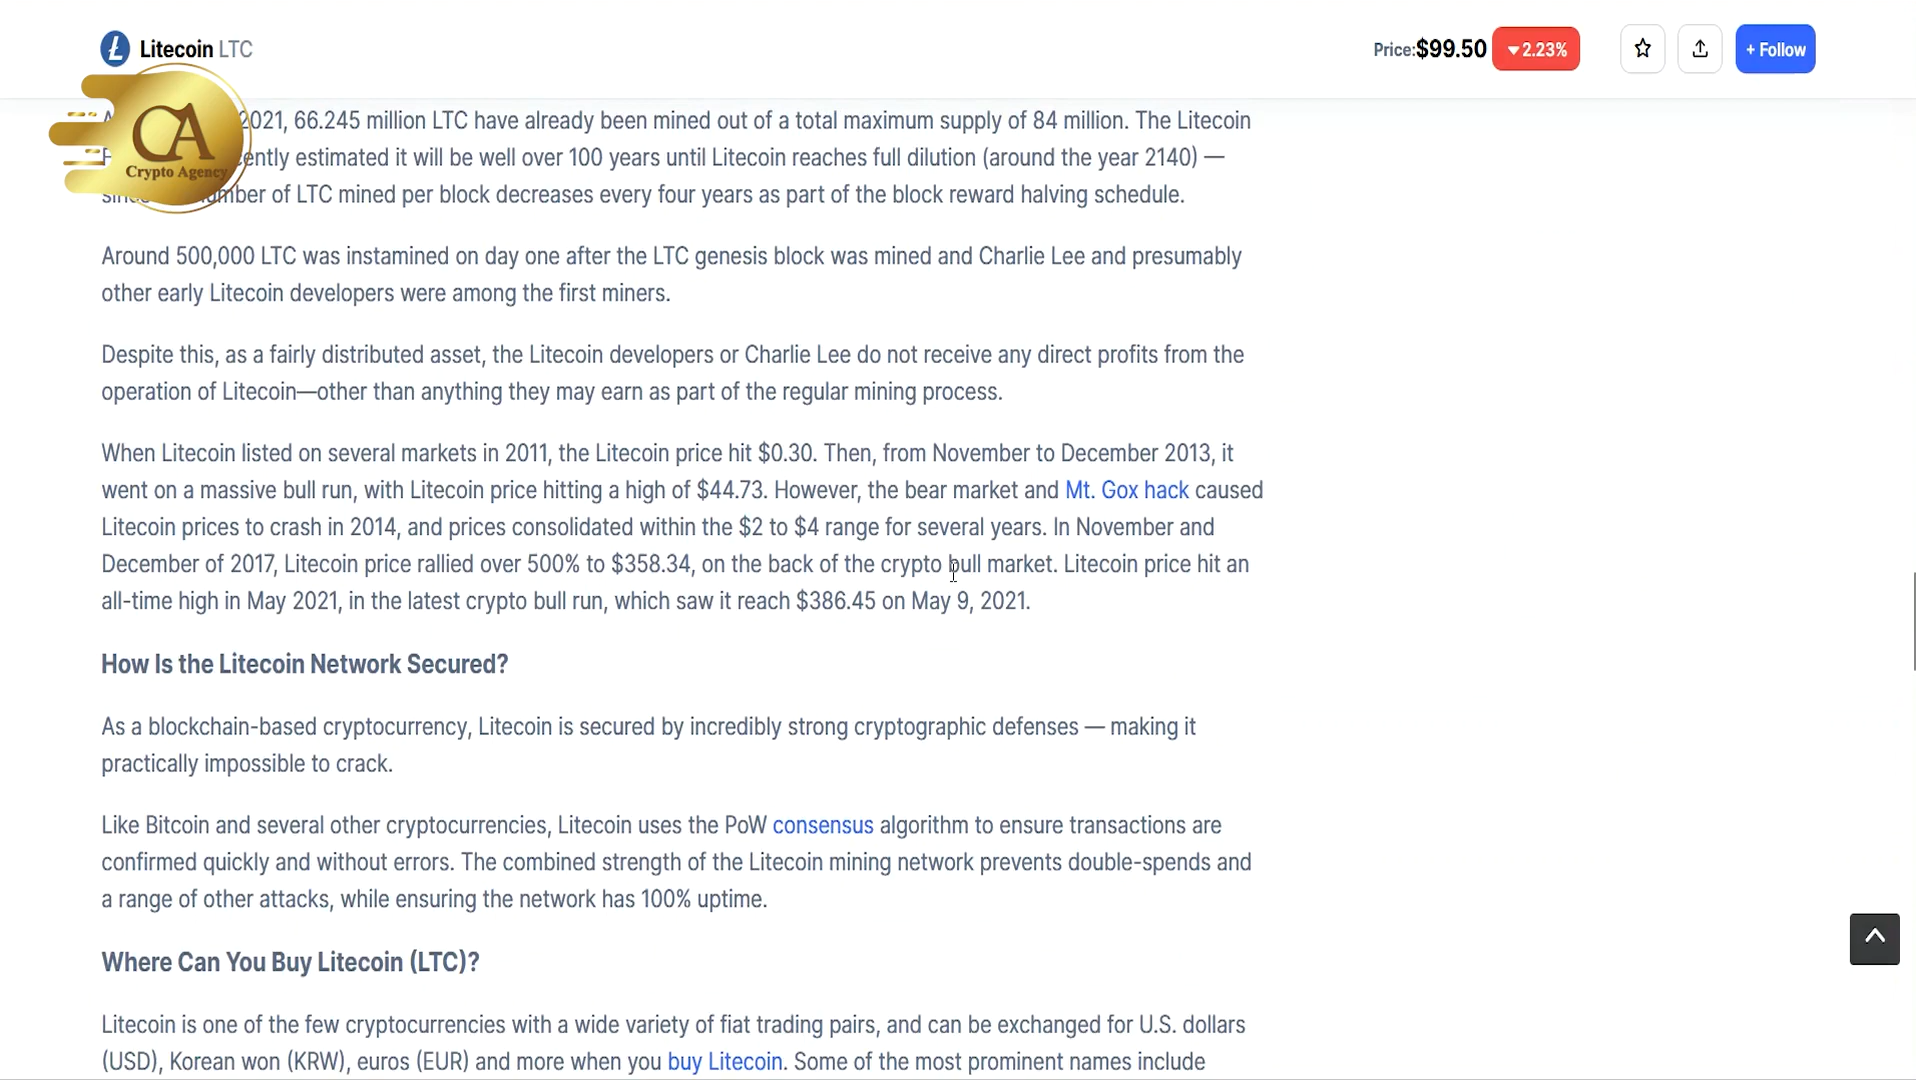 Litecoin LTC
Price:$99.50 2.23% + Follow
CA
Crypto Agency
2021, 66.245 million LTC have already been mined out of a total maximum supply of 84 million. The Litecoin
estimated it will be well over 100 years until Litecoin reaches full dilution (around the year 2140) —
of LTC mined per block decreases every four years as part of the block reward halving schedule.
Around 500,000 LTC was instamined on day one after the LTC genesis block was mined and Charlie Lee and presumably
other early Litecoin developers were among the first miners.
Despite this, as a fairly distributed asset, the Litecoin developers or Charlie Lee do not receive any direct profits from the
operation of Litecoin—other than anything they may earn as part of the regular mining process.
When Litecoin listed on several markets in 2011, the Litecoin price hit $0.30. Then, from November to December 2013, it
went on a massive bull run, with Litecoin price hitting a high of $44.73. However, the bear market and Mt. Gox hack caused
Litecoin prices to crash in 2014, and prices consolidated within the $2 to $4 range for several years. In November and
December of 2017, Litecoin price rallied over 500% to $358.34, on the back of the crypto bull market. Litecoin price hit an
all-time high in May 2021, in the latest crypto bull run, which saw it reach $386.45 on May 9, 2021.
How Is the Litecoin Network Secured?
As a blockchain-based cryptocurrency, Litecoin is secured by incredibly strong cryptographic defenses — making it
practically impossible to crack.
Like Bitcoin and several other cryptocurrencies, Litecoin uses the PoW consensus algorithm to ensure transactions are
confirmed quickly and without errors. The combined strength of the Litecoin mining network prevents double-spends and
a range of other attacks, while ensuring the network has 100% uptime.
Where Can You Buy Litecoin (LTC)?
Litecoin is one of the few cryptocurrencies with a wide variety of fiat trading pairs, and can be exchanged for U.S. dollars
(USD), Korean won (KRW), euros (EUR) and more when you buy Litecoin. Some of the most prominent names include